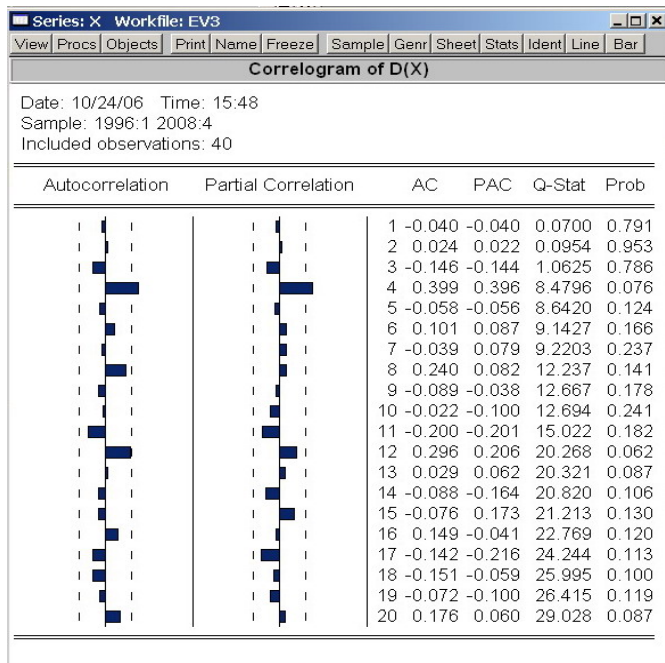 Series: X Workfile: EV3
View Procs Objects Print Name Freeze Sample Genr Sheet Stats Ident Line Bar
Correlogram of D(X)
Date: 10/24/06 Time: 15:48
Sample: 1996:1 2008:4
Included observations: 40
Autocorrelation Partial Correlation AC PAC Q-Stat Prob
1 -0.040 -0.040 0.0700 0.791
2 0.024 0.022 0.0954 0.953
3 -0.146 -0.144 1.0625 0.786
4 0.399 0.396 8.4796 0.076
5 -0.058 -0.056 8.6420 0.124
6 0.101 0.087 9.1427 0.166
7 -0.039 0.079 9.2203 0.237
8 0.240 0.082 12.237 0.141
9 -0.089 -0.038 12.667 0.178
10 -0.022 -0.100 12.694 0.241
11 -0.200 -0.201 15.022 0.182
12 0.296 0.206 20.268 0.062
13 0.029 0.062 20.321 0.087
14 -0.088 -0.164 20.820 0.106
15 -0.076 0.173 21.213 0.130
16 0.149 -0.041 22.769 0.120
17 -0.142 -0.216 24.244 0.113
18 -0.151 -0.059 25.995 0.100
19 -0.072 -0.100 26.415 0.119
20 0.176 0.060 29.028 0.087